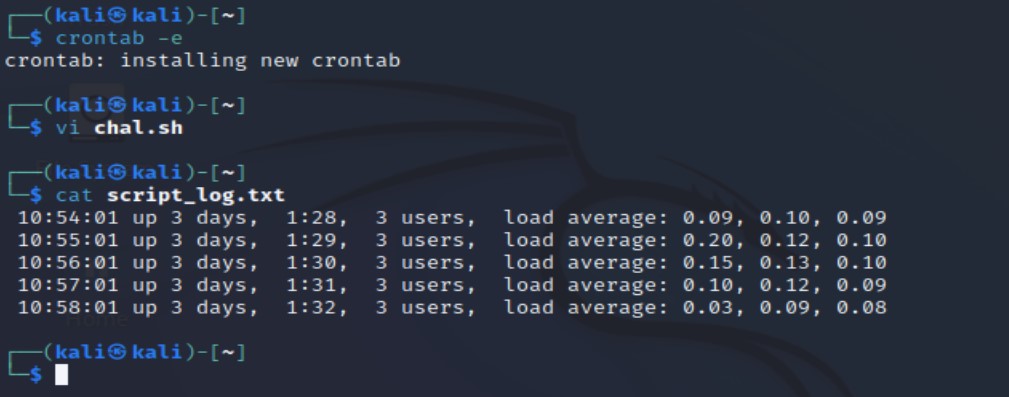 ┌──(kali㉿kali)-[~]
└─$ crontab -e
crontab: installing new crontab
┌──(kali㉿kali)-[~]
└─$ vi chal.sh
┌──(kali㉿kali)-[~]
└─$ cat script_log.txt
 10:54:01 up 3 days,  1:28,  3 users,  load average: 0.09, 0.10, 0.09
 10:55:01 up 3 days,  1:29,  3 users,  load average: 0.20, 0.12, 0.10
 10:56:01 up 3 days,  1:30,  3 users,  load average: 0.15, 0.13, 0.10
 10:57:01 up 3 days,  1:31,  3 users,  load average: 0.10, 0.12, 0.09
 10:58:01 up 3 days,  1:32,  3 users,  load average: 0.03, 0.09, 0.08
Home
┌──(kali㉿kali)-[~]
└─$